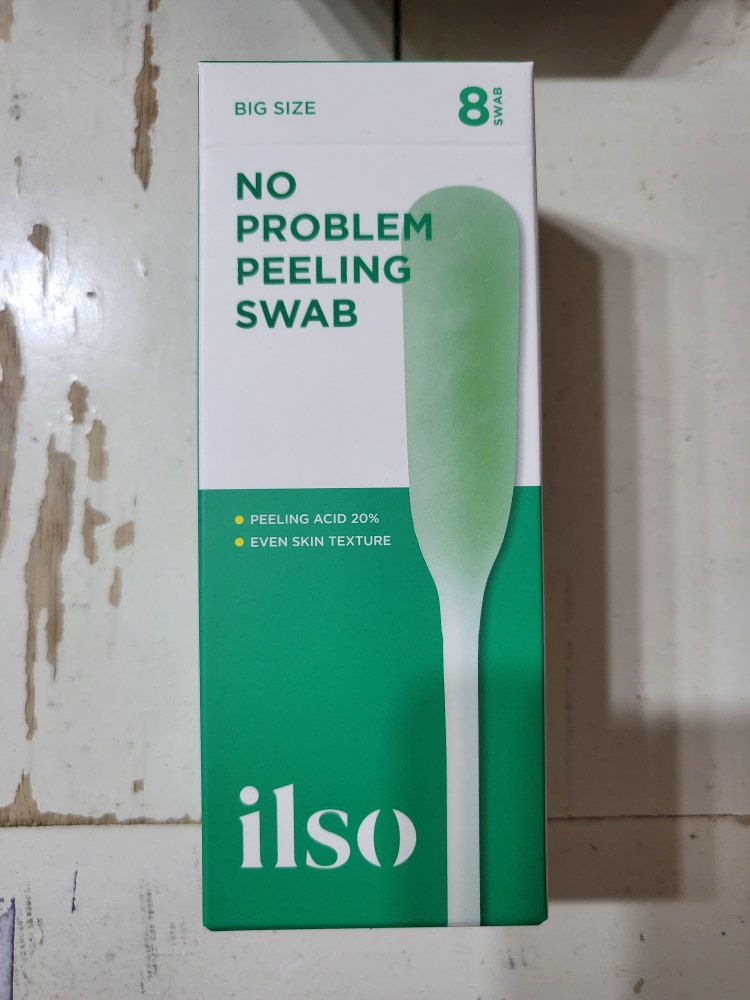 BIG SIZE
8 SWAB
NO
PROBLEM
PEELING
SWAB
PEELING ACID 20%
EVEN SKIN TEXTURE
ilso